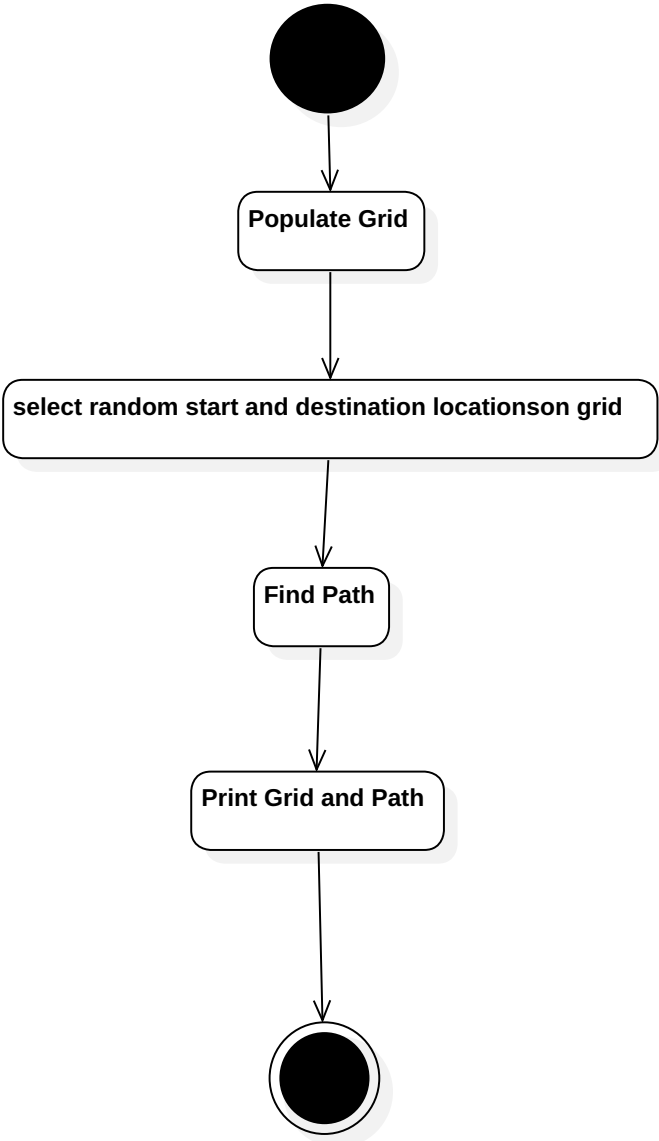 Populate Grid
select random start and destination locationson grid
Find Path
Print Grid and Path